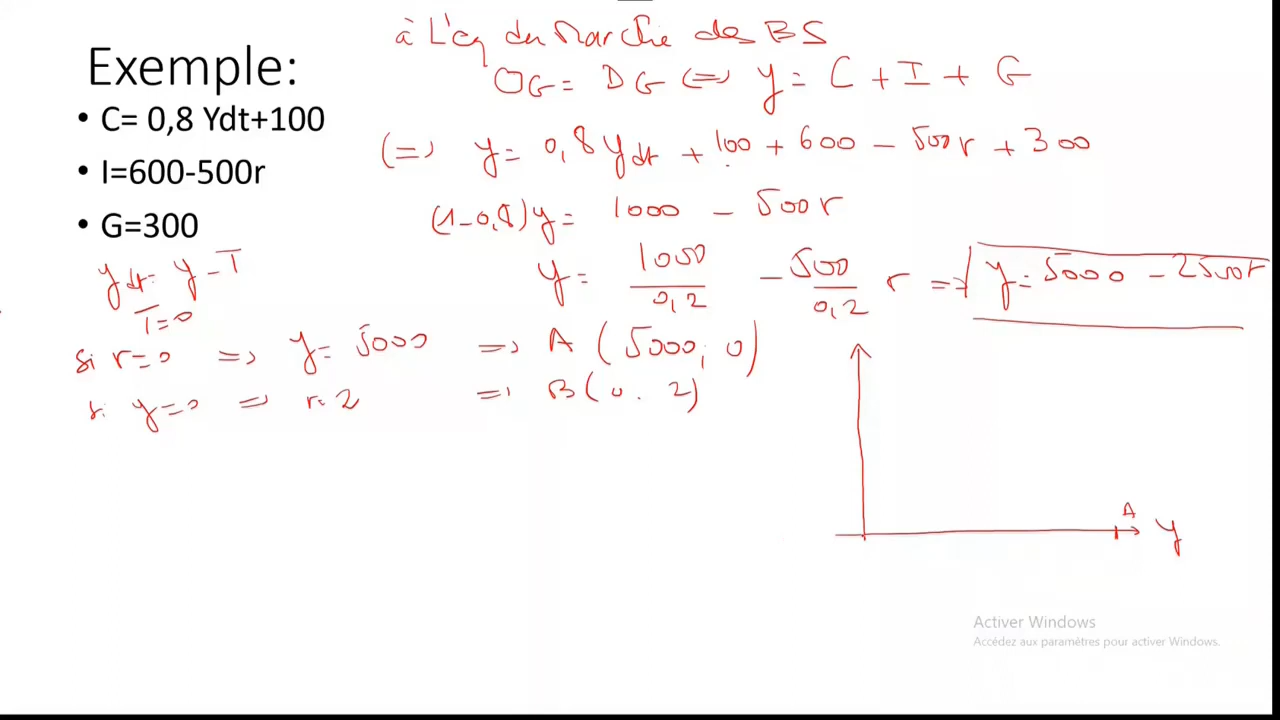 à L'eq du Marché des BS
Exemple:
OG = DG <=> y = C + I + G
• C= 0,8 Ydt+100
(=> y = 0,8 ydt + 100 + 600 - 500r + 300
• I=600-500r
(1-0,8) y = 1000 - 500r
• G=300
ydt = y - T
T=0
y = 1000/0,2 - 500/0,2 r => y = 5000 - 2500r
si r=0 => y = 5000 => A (5000; 0)
si y=0 => r=2 => B (0. 2)
A
y
Activer Windows
Accédez aux paramètres pour activer Windows.